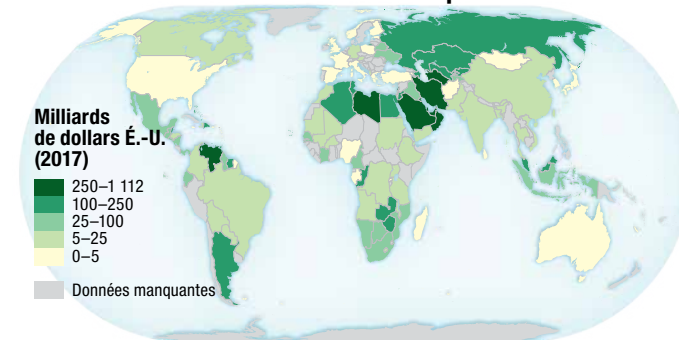 Milliards
de dollars É.-U.
(2017)
250–1 112
100–250
25–100
5–25
0–5
Données manquantes